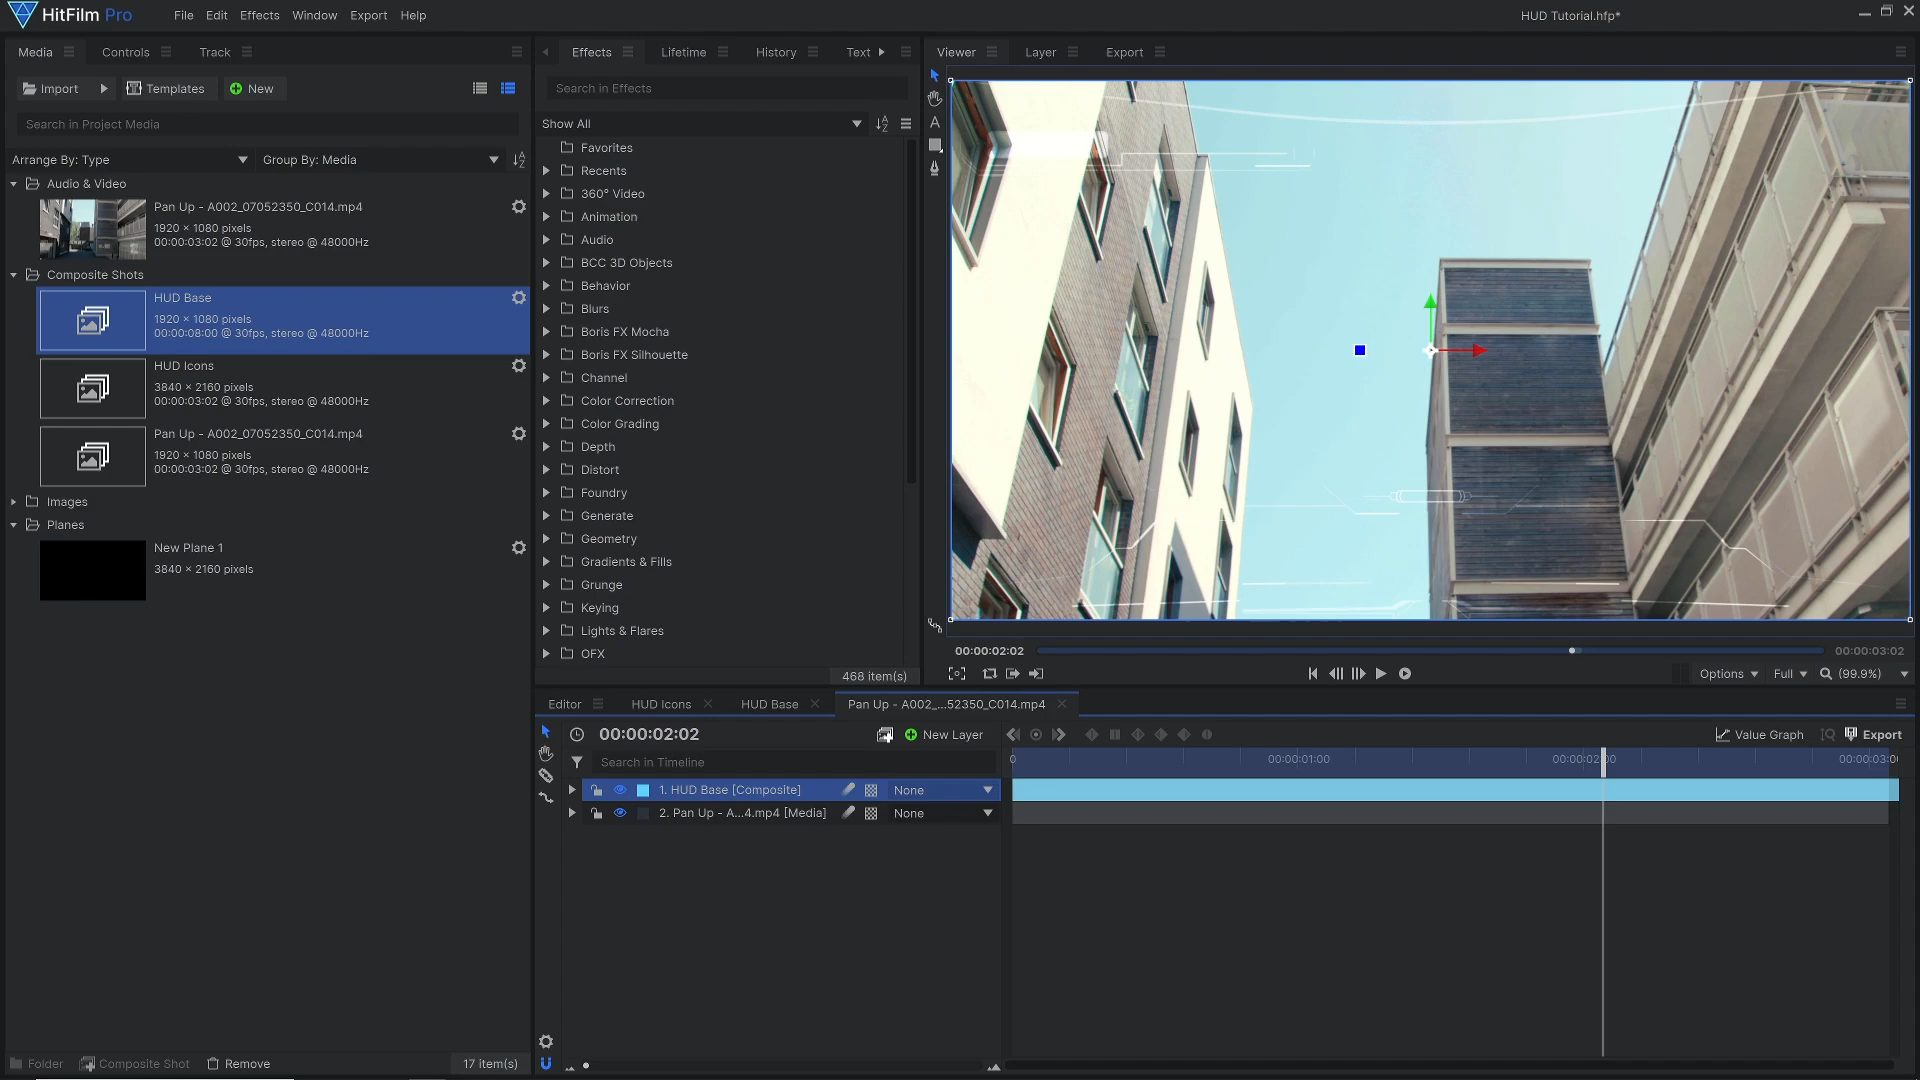 HitFilm Pro
File Edit Effects Window Export Help
HUD Tutorial.hfp*
Media Controls Track
Import Templates New
Search in Project Media
Arrange By: Type Group By: Media
Audio & Video
Pan Up - A002_07052350_C014.mp4
1920 × 1080 pixels
00:00:03:02 @ 30fps, stereo @ 48000Hz
Composite Shots
HUD Base
1920 × 1080 pixels
00:00:08:00 @ 30fps, stereo @ 48000Hz
HUD Icons
3840 × 2160 pixels
00:00:03:02 @ 30fps, stereo @ 48000Hz
Pan Up - A002_07052350_C014.mp4
1920 × 1080 pixels
00:00:03:02 @ 30fps, stereo @ 48000Hz
Images
Planes
New Plane 1
3840 × 2160 pixels
Folder Composite Shot Remove 17 item(s)
Effects Lifetime History Text
Search in Effects
Show All
Favorites
Recents
360° Video
Animation
Audio
BCC 3D Objects
Behavior
Blurs
Boris FX Mocha
Boris FX Silhouette
Channel
Color Correction
Color Grading
Depth
Distort
Foundry
Generate
Geometry
Gradients & Fills
Grunge
Keying
Lights & Flares
OFX
468 item(s)
Viewer Layer Export
00:00:02:02 00:00:03:02
Options Full (99.9%)
Editor HUD Icons HUD Base Pan Up - A002_...52350_C014.mp4
00:00:02:02 New Layer Value Graph Export
Search in Timeline
0 00:00:01:00 00:00:02:00 00:00:03:0
1. HUD Base [Composite] None
2. Pan Up - A...4.mp4 [Media] None